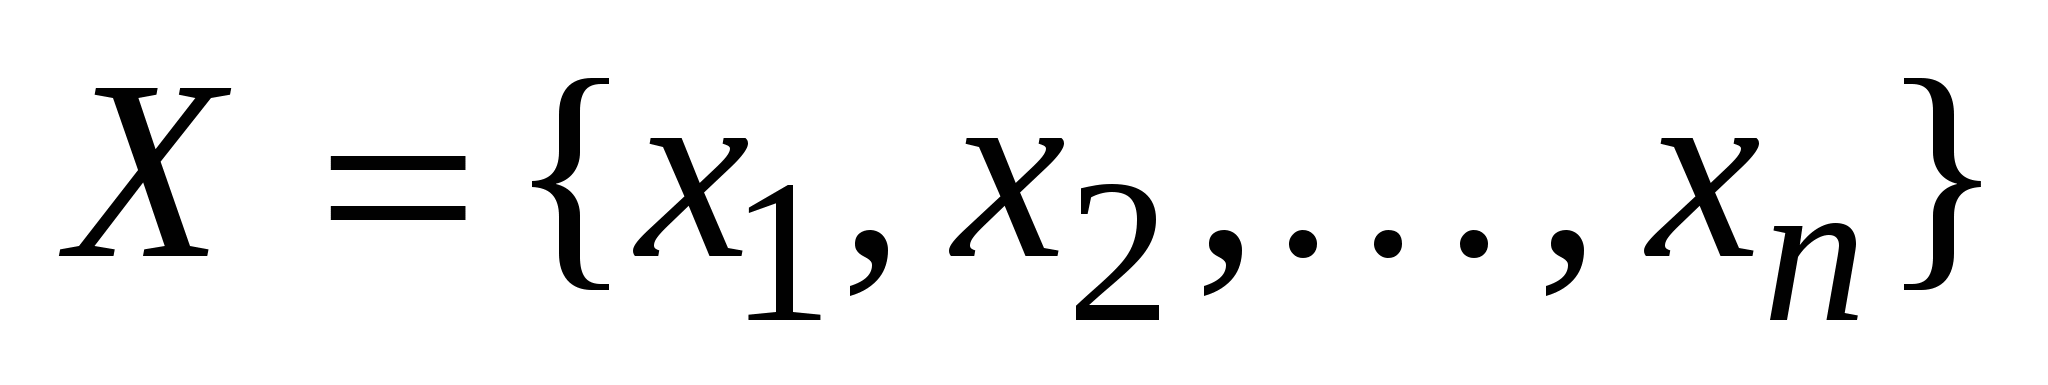 X = {x₁, x₂,..., xₙ}